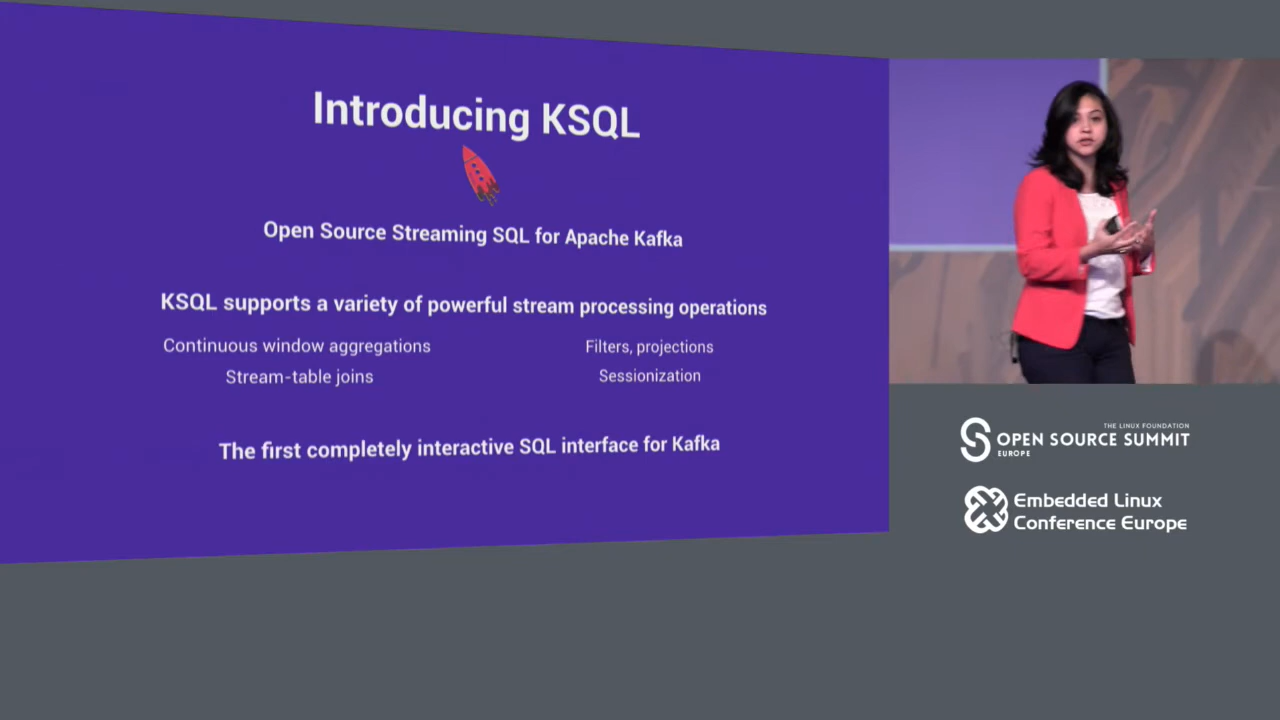 Introducing KSQL
Open Source Streaming SQL for Apache Kafka
KSQL supports a variety of powerful stream processing operations
Continuous window aggregations
Filters, projections
Stream-table joins
Sessionization
The first completely interactive SQL interface for Kafka
THE LINUX FOUNDATION
OPEN SOURCE SUMMIT
EUROPE
Embedded Linux
Conference Europe